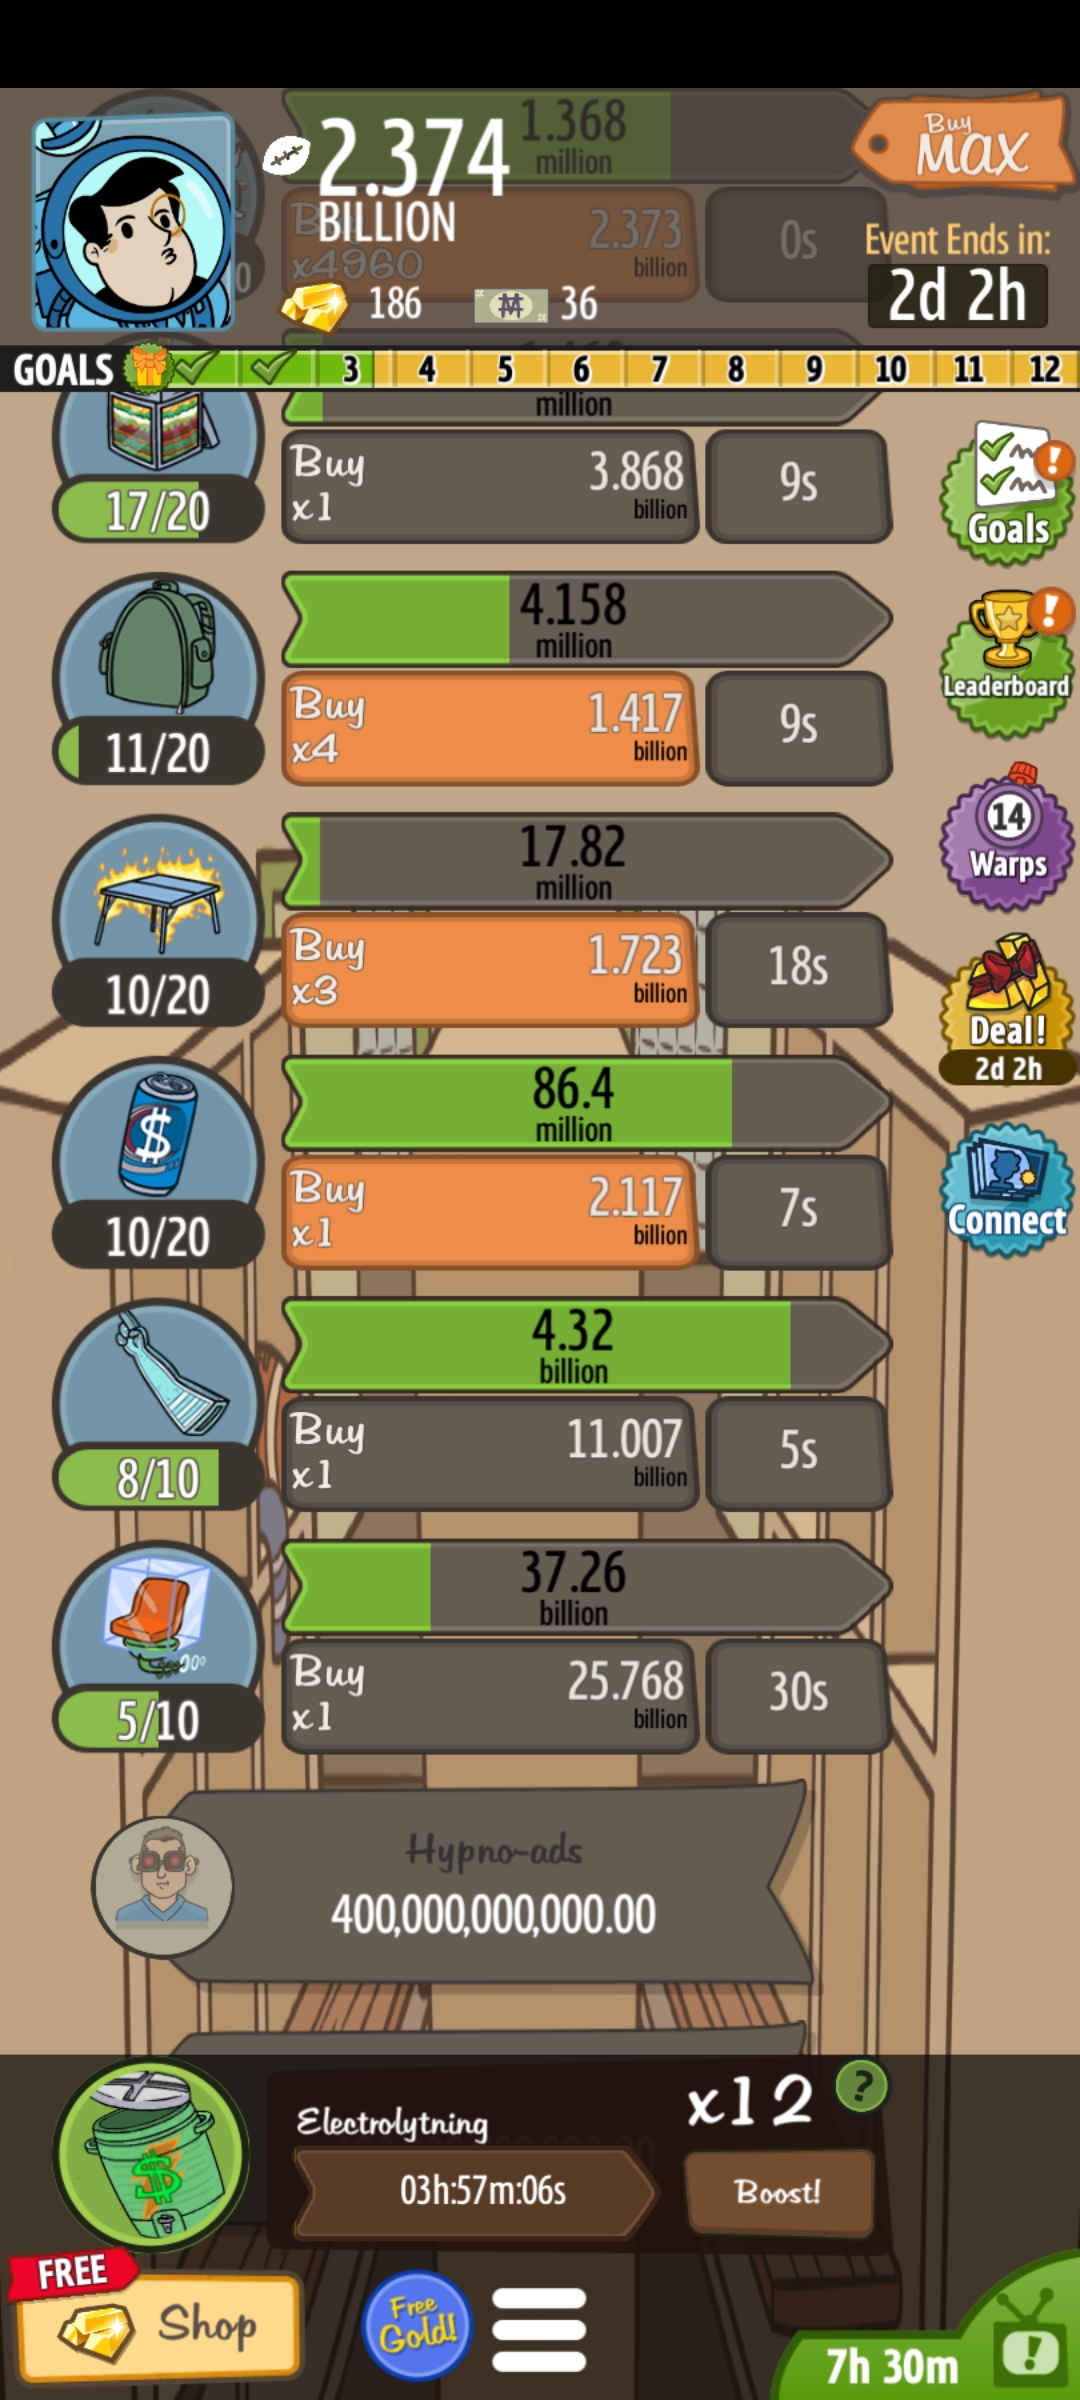 1.368
million
2.374
BILLION
Buy
x4960
2.373
billion
0s
Buy
MAX
Event Ends in:
2d 2h
186
36
GOALS 3 4 5 6 7 8 9 10 11 12
million
17/20
Buy
x1
3.868
billion
9s
Goals
4.158
million
11/20
Buy
x4
1.417
billion
9s
Leaderboard
17.82
million
10/20
Buy
x3
1.723
billion
18s
14
Warps
Deal!
2d 2h
86.4
million
10/20
Buy
x1
2.117
billion
7s
$
Connect
4.32
billion
8/10
Buy
x1
11.007
billion
5s
37.26
billion
5/10
Buy
x1
25.768
billion
30s
Hypno-ads
400,000,000,000.00
Electrolytning
03h:57m:06s
x12
?
Boost!
$
FREE
Shop
Free
Gold!
7h 30m